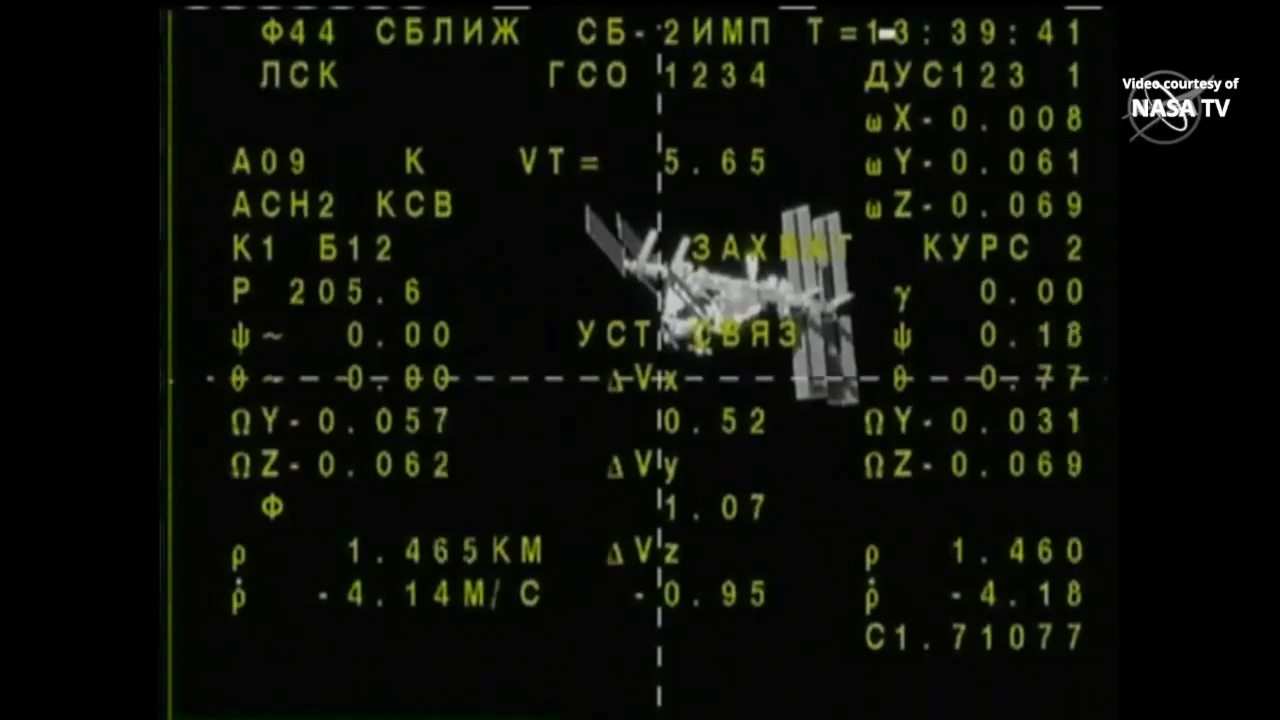 Ф44 СБЛИЖ СБ-2ИМП Т=13:39:41
ЛСК ГСО 1234 ДУС123 1
Video courtesy of
NASA TV
ωX-0.008
А09 К VT= 5.65 ωY-0.061
АСН2 КСВ ωZ-0.069
К1 Б12 ЗАХВАТ КУРС 2
Р 205.6 γ 0.00
ψ~ 0.00 УСТ СВЯЗ ψ 0.18
θ ~ 0.00 ΔVx θ 0.77
ΩY-0.057 0.52 ΩY-0.031
ΩZ-0.062 ΔVy ΩZ-0.069
Ф 1.07
ρ 1.465КМ ΔVz ρ 1.460
ρ̇ -4.14М/С -0.95 ρ̇ -4.18
С1.71077